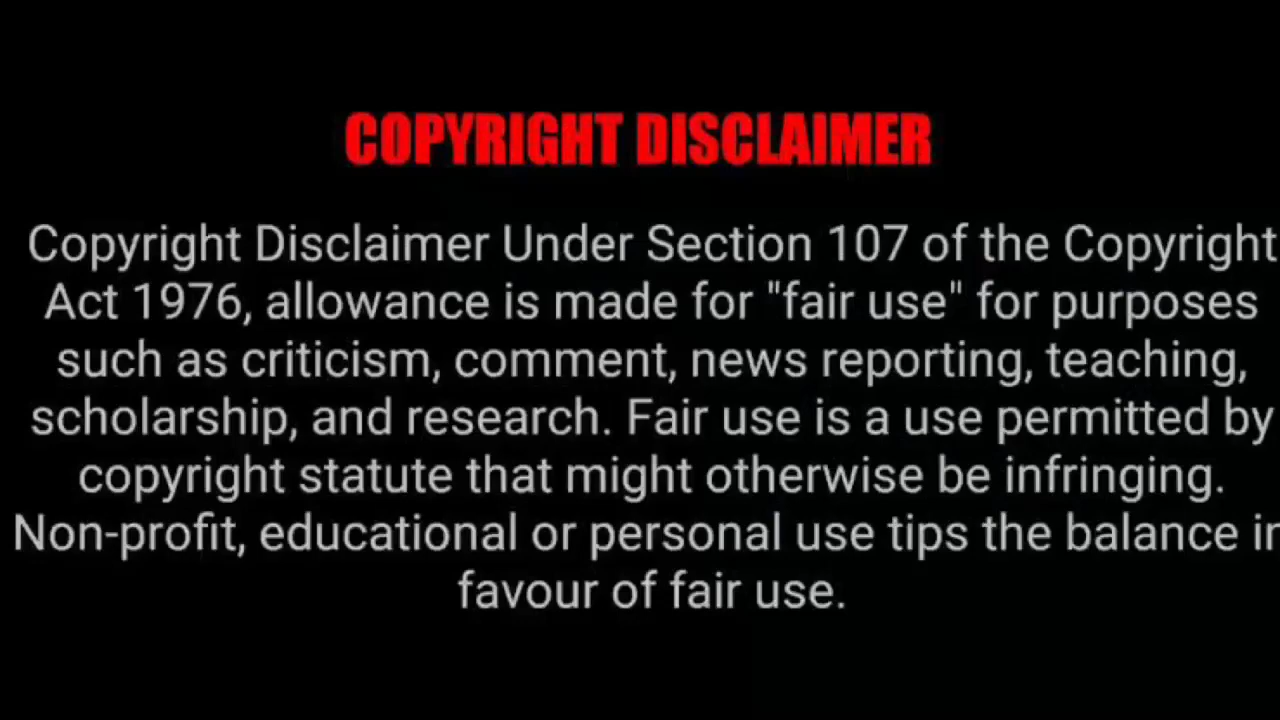 COPYRIGHT DISCLAIMER
Copyright Disclaimer Under Section 107 of the Copyright
Act 1976, allowance is made for "fair use" for purposes
such as criticism, comment, news reporting, teaching,
scholarship, and research. Fair use is a use permitted by
copyright statute that might otherwise be infringing.
Non-profit, educational or personal use tips the balance in
favour of fair use.